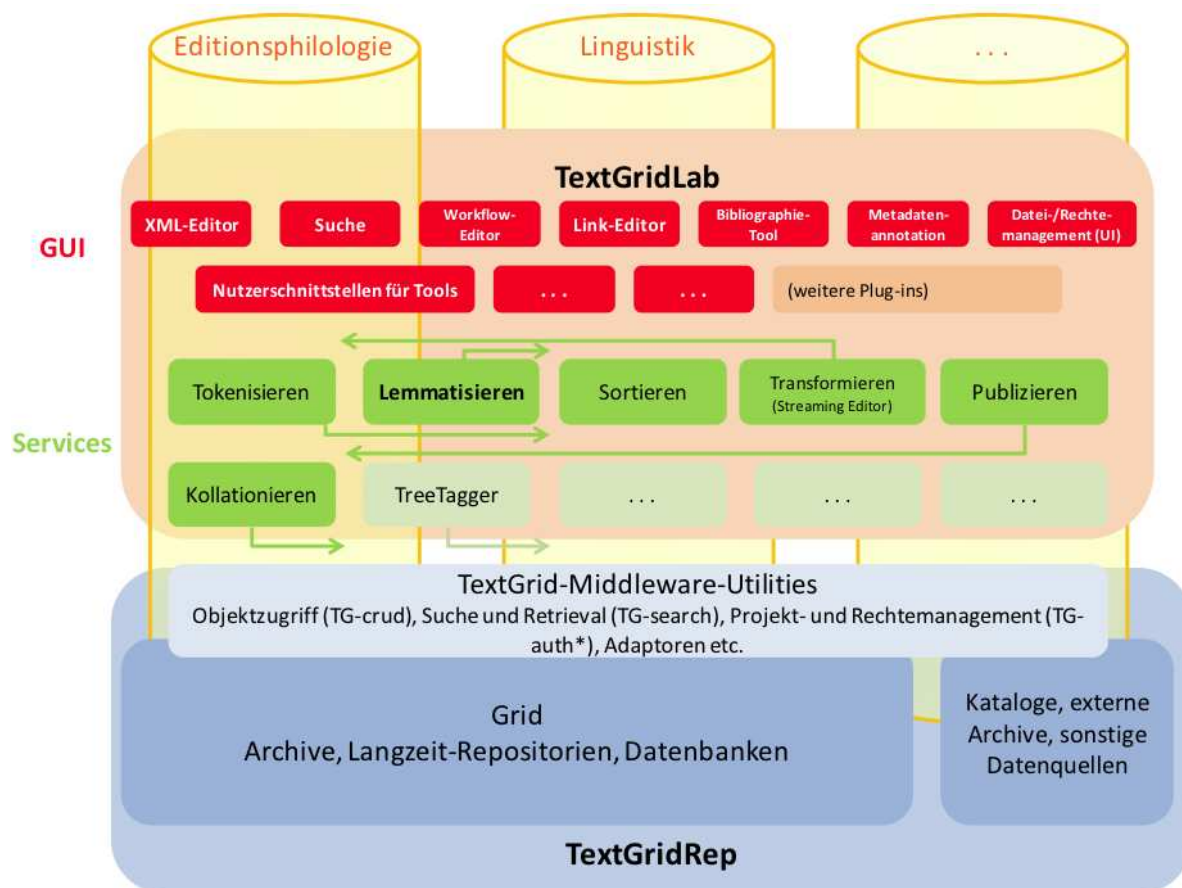 Editionsphilologie
Linguistik
. . .
TextGridLab
GUI
XML-Editor
Suche
Workflow-
Editor
Link-Editor
Bibliographie-
Tool
Metadaten-
annotation
Datei-/Rechte-
management (UI)
Nutzerschnittstellen für Tools
. . .
. . .
(weitere Plug-ins)
Services
Tokenisieren
Lemmatisieren
Sortieren
Transformieren
(Streaming Editor)
Publizieren
Kollationieren
TreeTagger
. . .
. . .
. . .
TextGrid-Middleware-Utilities
Objektzugriff (TG-crud), Suche und Retrieval (TG-search), Projekt- und Rechtemanagement (TG-
auth*), Adaptoren etc.
Grid
Archive, Langzeit-Repositorien, Datenbanken
Kataloge, externe
Archive, sonstige
Datenquellen
TextGridRep